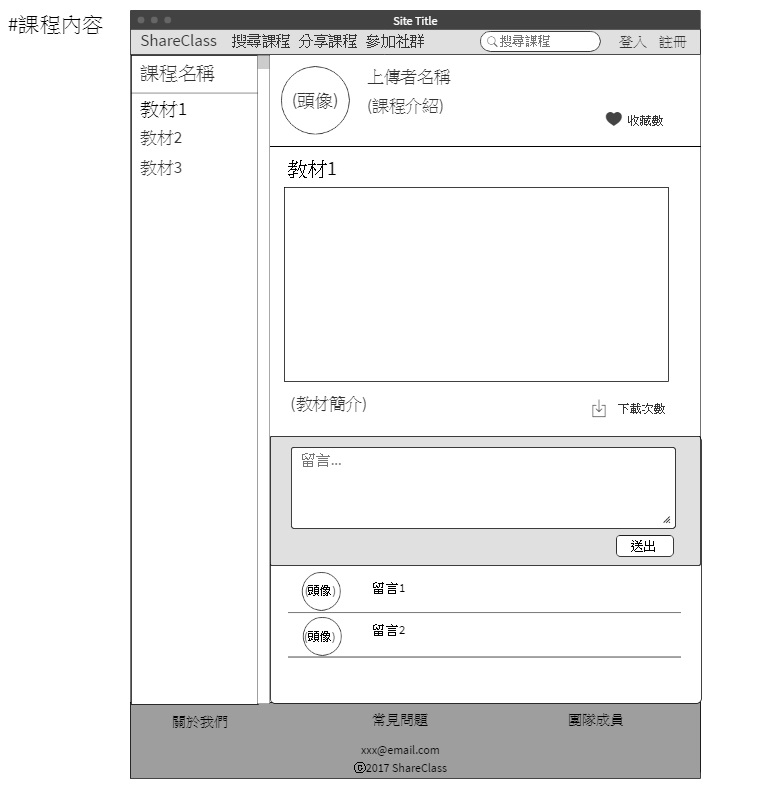 #課程內容
Site Title
ShareClass 搜尋課程 分享課程 參加社群 搜尋課程 登入 註冊
課程名稱
教材1
教材2
教材3
(頭像)
上傳者名稱
(課程介紹)
收藏數
教材1
(教材簡介)
下載次數
留言...
送出
(頭像) 留言1
(頭像) 留言2
關於我們 常見問題 團隊成員
xxx@email.com
©2017 ShareClass